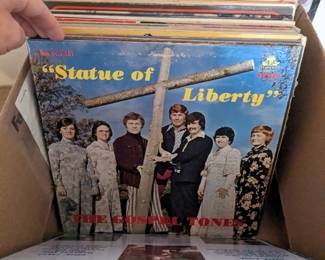 "Statue of
Liberty"
THE GOSPEL TONES